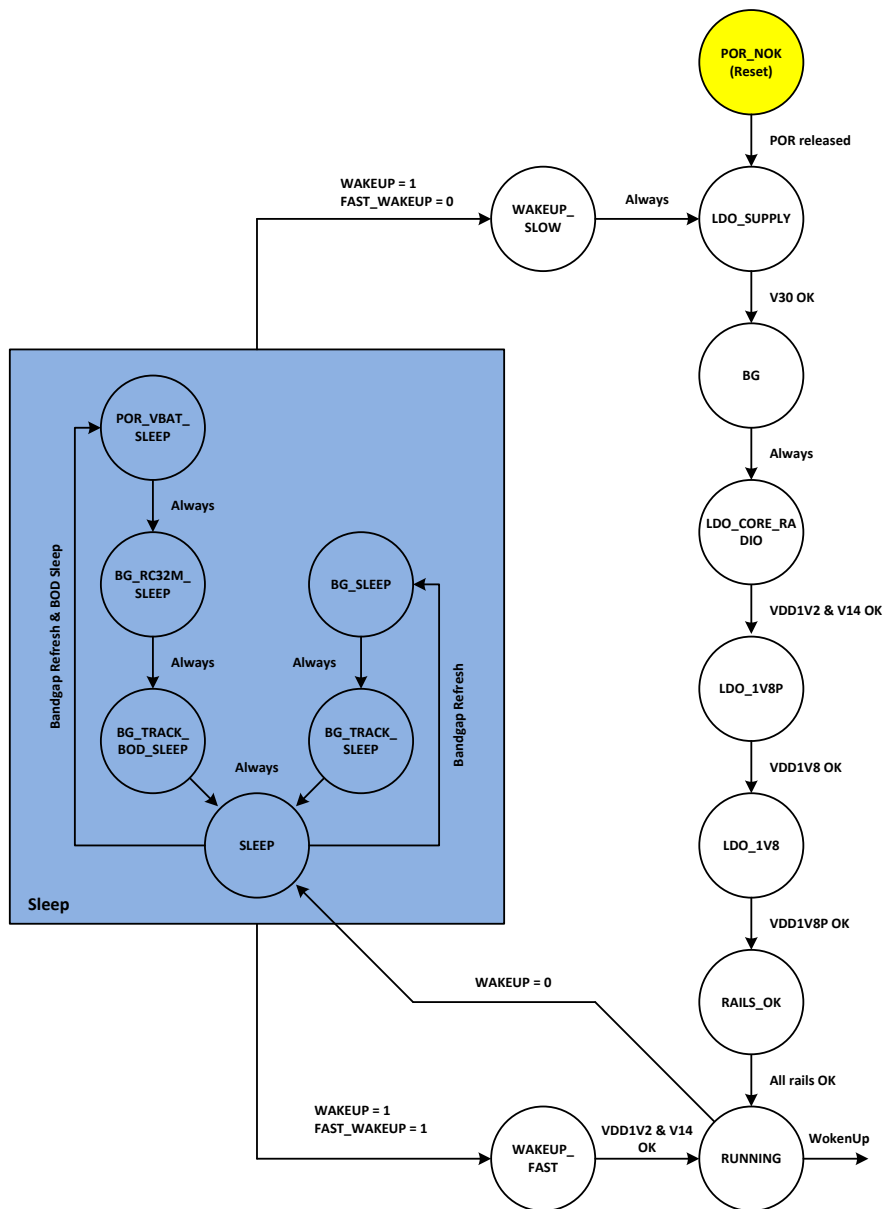 POR_NOK
(Reset)
POR released
WAKEUP = 1
FAST_WAKEUP = 0
WAKEUP_
SLOW
Always
LDO_SUPPLY
V30 OK
BG
Always
LDO_CORE_RA
DIO
VDD1V2 & V14 OK
LDO_1V8P
VDD1V8 OK
LDO_1V8
VDD1V8P OK
RAILS_OK
All rails OK
RUNNING
WokenUp
POR_VBAT_
SLEEP
Always
BG_RC32M_
SLEEP
Always
BG_TRACK_
BOD_SLEEP
Bandgap Refresh & BOD Sleep
BG_SLEEP
Always
BG_TRACK_
SLEEP
Bandgap Refresh
Always
SLEEP
Sleep
WAKEUP = 0
WAKEUP = 1
FAST_WAKEUP = 1
WAKEUP_
FAST
VDD1V2 & V14
OK